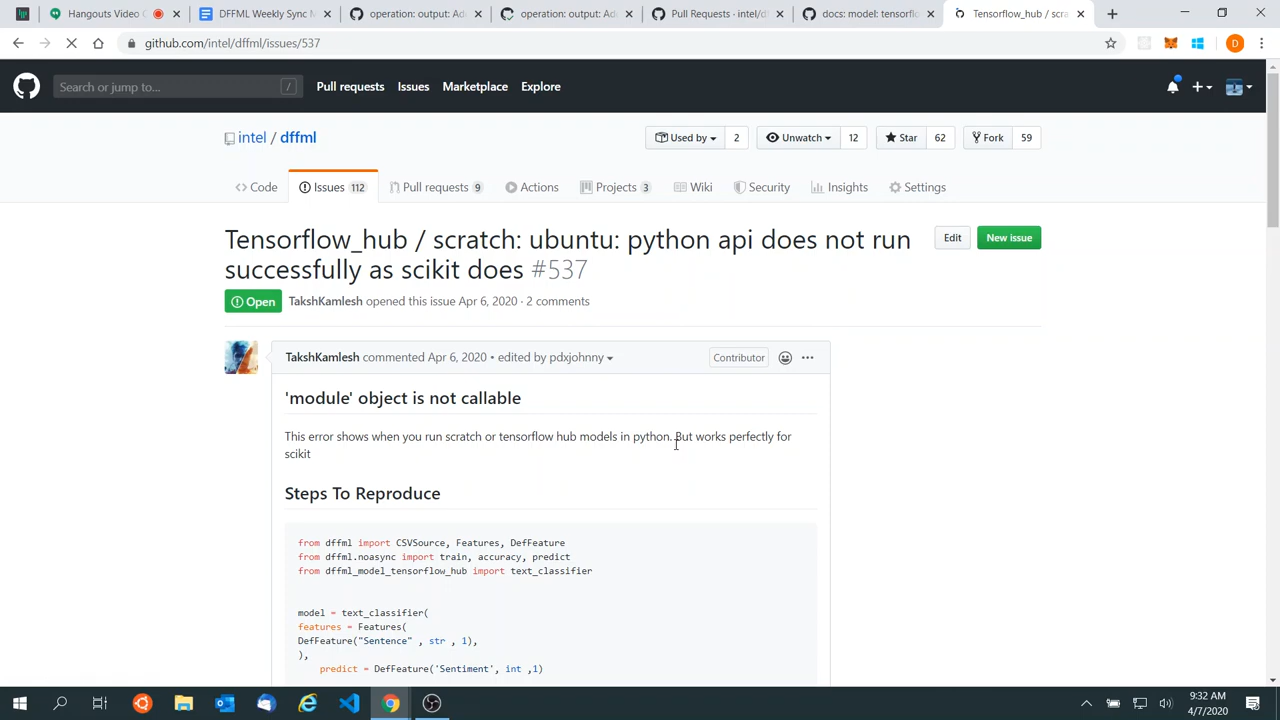 Hangouts Video C
DFFML Weekly Sync M
operation: output: Ad
operation: output: Ad
Pull Requests · intel/d
docs: model: tensorfl
Tensorflow_hub / scra
github.com/intel/dffml/issues/537
D
Search or jump to...
/
Pull requests
Issues
Marketplace
Explore
intel / dffml
Used by
2
Unwatch
12
Star
62
Fork
59
Code
Issues 112
Pull requests 9
Actions
Projects 3
Wiki
Security
Insights
Settings
Tensorflow_hub / scratch: ubuntu: python api does not run
successfully as scikit does #537
Edit
New issue
Open
TakshKamlesh opened this issue Apr 6, 2020 · 2 comments
TakshKamlesh commented Apr 6, 2020 • edited by pdxjohnny
Contributor
'module' object is not callable
This error shows when you run scratch or tensorflow hub models in python. But works perfectly for
scikit
Steps To Reproduce
from dffml import CSVSource, Features, DefFeature
from dffml.noasync import train, accuracy, predict
from dffml_model_tensorflow_hub import text_classifier
model = text_classifier(
features = Features(
DefFeature("Sentence" , str , 1),
),
predict = DefFeature('Sentiment', int ,1)
9:32 AM
4/7/2020